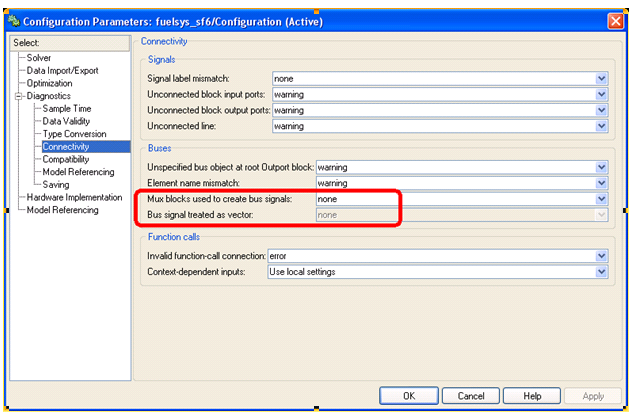 Configuration Parameters: fuelsys_sf6/Configuration (Active)
Select:
Solver
Data Import/Export
Optimization
Diagnostics
Sample Time
Data Validity
Type Conversion
Connectivity
Compatibility
Model Referencing
Saving
Hardware Implementation
Model Referencing
Connectivity
Signals
Signal label mismatch: none
Unconnected block input ports: warning
Unconnected block output ports: warning
Unconnected line: warning
Buses
Unspecified bus object at root Outport block: warning
Element name mismatch: warning
Mux blocks used to create bus signals: none
Bus signal treated as vector: none
Function calls
Invalid function-call connection: error
Context-dependent inputs: Use local settings
OK Cancel Help Apply